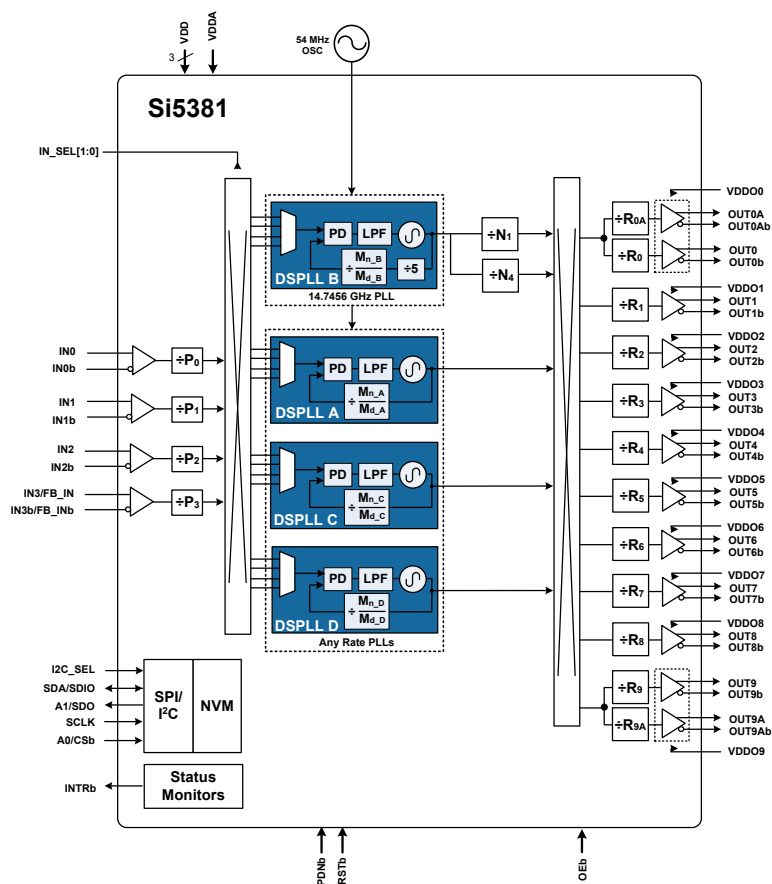 VDD
3
VDDA
54 MHz
OSC
Si5381
IN_SEL[1:0]
PD
LPF
÷
Mn_B
Md_B
÷5
DSPLL B
14.7456 GHz PLL
÷N1
÷N4
IN0
IN0b
÷P0
IN1
IN1b
÷P1
IN2
IN2b
÷P2
IN3/FB_IN
IN3b/FB_INb
÷P3
PD
LPF
÷
Mn_A
Md_A
DSPLL A
PD
LPF
÷
Mn_C
Md_C
DSPLL C
PD
LPF
÷
Mn_D
Md_D
DSPLL D
Any Rate PLLs
÷R0A
÷R0
÷R1
÷R2
÷R3
÷R4
÷R5
÷R6
÷R7
÷R8
÷R9
÷R9A
VDDO0
OUT0A
OUT0Ab
OUT0
OUT0b
VDDO1
OUT1
OUT1b
VDDO2
OUT2
OUT2b
VDDO3
OUT3
OUT3b
VDDO4
OUT4
OUT4b
VDDO5
OUT5
OUT5b
VDDO6
OUT6
OUT6b
VDDO7
OUT7
OUT7b
VDDO8
OUT8
OUT8b
OUT9
OUT9b
OUT9A
OUT9Ab
VDDO9
I2C_SEL
SDA/SDIO
A1/SDO
SCLK
A0/CSb
SPI/
I²C
NVM
INTRb
Status
Monitors
PDNb
RSTb
OEb